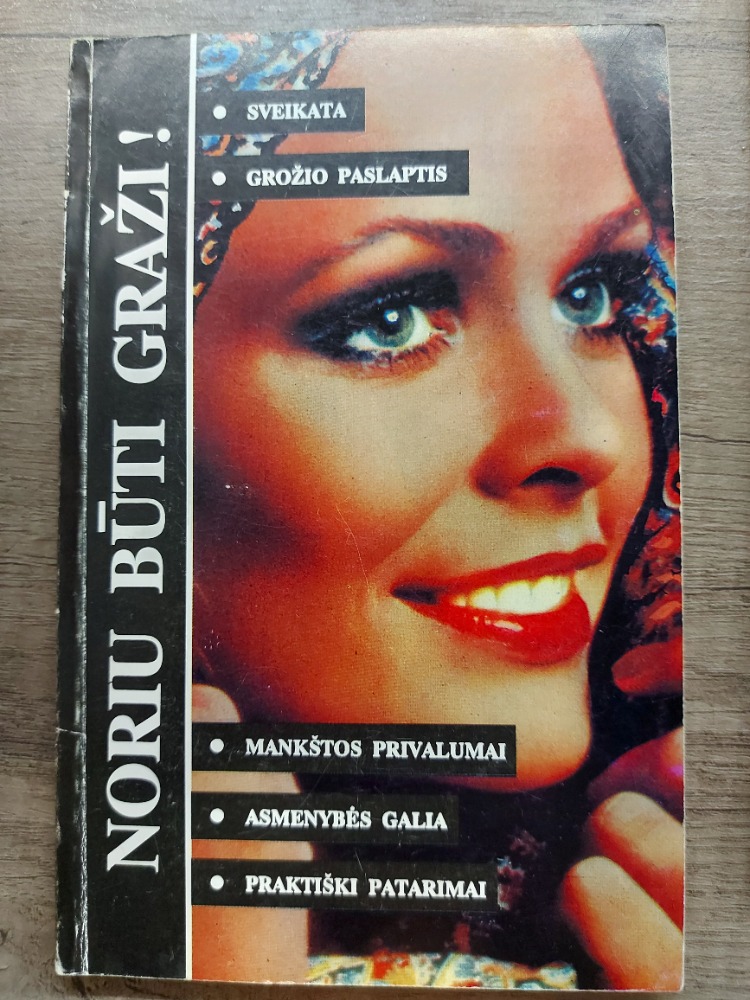 NORIU BŪTI GRAŽI!
• SVEIKATA
• GROŽIO PASLAPTIS
• MANKŠTOS PRIVALUMAI
• ASMENYBĖS GALIA
• PRAKTIŠKI PATARIMAI